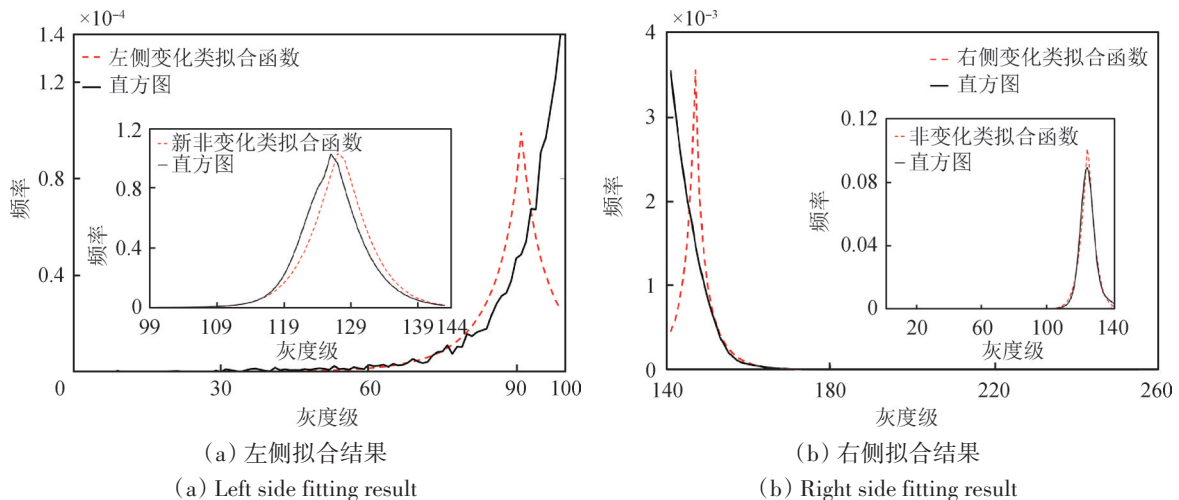 ×10⁻⁴
1.4
1.2
0.8
0.4
频率
左侧变化类拟合函数
直方图
1.2
0.8
0.4
0
频率
新非变化类拟合函数
直方图
99 109 119 129 139 144
灰度级
0 30 60 90 100
灰度级
(a) 左侧拟合结果
(a) Left side fitting result
×10⁻³
4
3
2
1
0
频率
右侧变化类拟合函数
直方图
0.12
0.08
0.04
0
频率
非变化类拟合函数
直方图
20 60 100 140
灰度级
140 180 220 260
灰度级
(b) 右侧拟合结果
(b) Right side fitting result